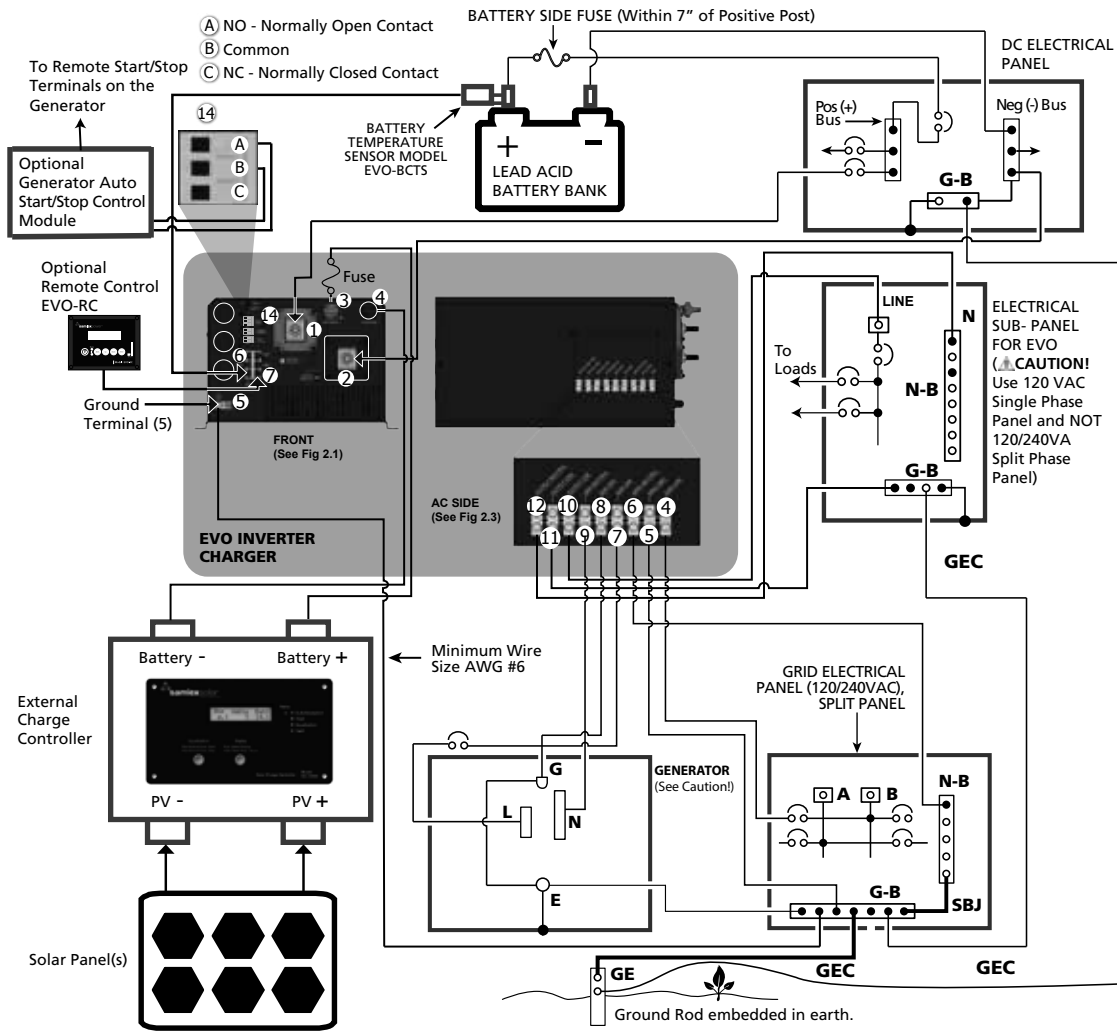 BATTERY SIDE FUSE (Within 7” of Positive Post)
A NO - Normally Open Contact
B Common
C NC - Normally Closed Contact
To Remote Start/Stop
Terminals on the
Generator
14
A
B
C
Optional
Generator Auto
Start/Stop Control
Module
BATTERY
TEMPERATURE
SENSOR MODEL
EVO-BCTS
+
−
LEAD ACID
BATTERY BANK
DC ELECTRICAL
PANEL
Pos (+)
Bus
Neg (-) Bus
G-B
Optional
Remote Control
EVO-RC
Fuse
3
4
14
1
6
2
7
5
Ground
Terminal (5)
FRONT
(See Fig 2.1)
AC SIDE
(See Fig 2.3)
12
10
8
6
4
11
9
7
5
EVO INVERTER
CHARGER
LINE
N
To
Loads
N-B
G-B
ELECTRICAL
SUB- PANEL
FOR EVO
(⚠CAUTION!
Use 120 VAC
Single Phase
Panel and NOT
120/240VA
Split Phase
Panel)
GEC
Battery -
Battery +
Minimum Wire
Size AWG #6
External
Charge
Controller
samlexsolar
PV -
PV +
Solar Panel(s)
GRID ELECTRICAL
PANEL (120/240VAC),
SPLIT PANEL
GENERATOR
(See Caution!)
G
L
N
E
A
B
N-B
G-B
SBJ
GE
GEC
GEC
Ground Rod embedded in earth.